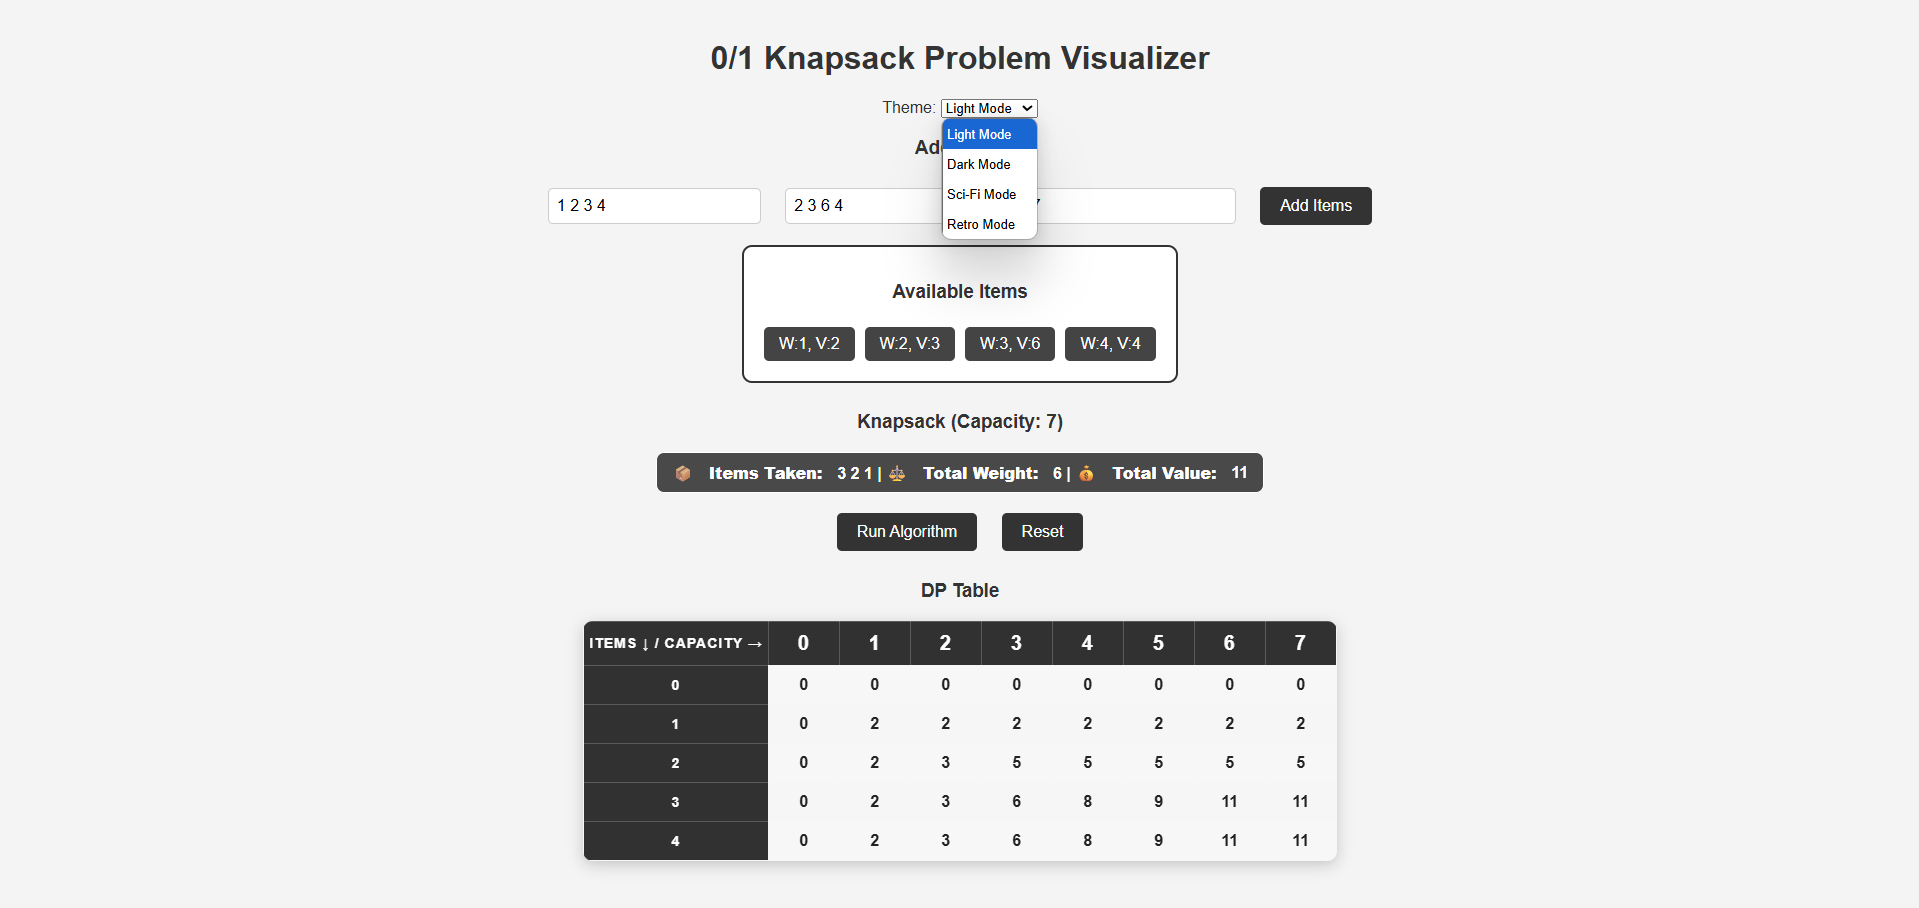 0/1 Knapsack Problem Visualizer
Theme: Light Mode
Light Mode
Dark Mode
Sci-Fi Mode
Retro Mode
1 2 3 4
2 3 6 4
Add Items
Available Items
W:1, V:2
W:2, V:3
W:3, V:6
W:4, V:4
Knapsack (Capacity: 7)
📦 Items Taken: 3 2 1 | ⚖️ Total Weight: 6 | 💰 Total Value: 11
Run Algorithm
Reset
DP Table
ITEMS ↓ / CAPACITY → 0 1 2 3 4 5 6 7
0 0 0 0 0 0 0 0 0
1 0 2 2 2 2 2 2 2
2 0 2 3 5 5 5 5 5
3 0 2 3 6 8 9 11 11
4 0 2 3 6 8 9 11 11